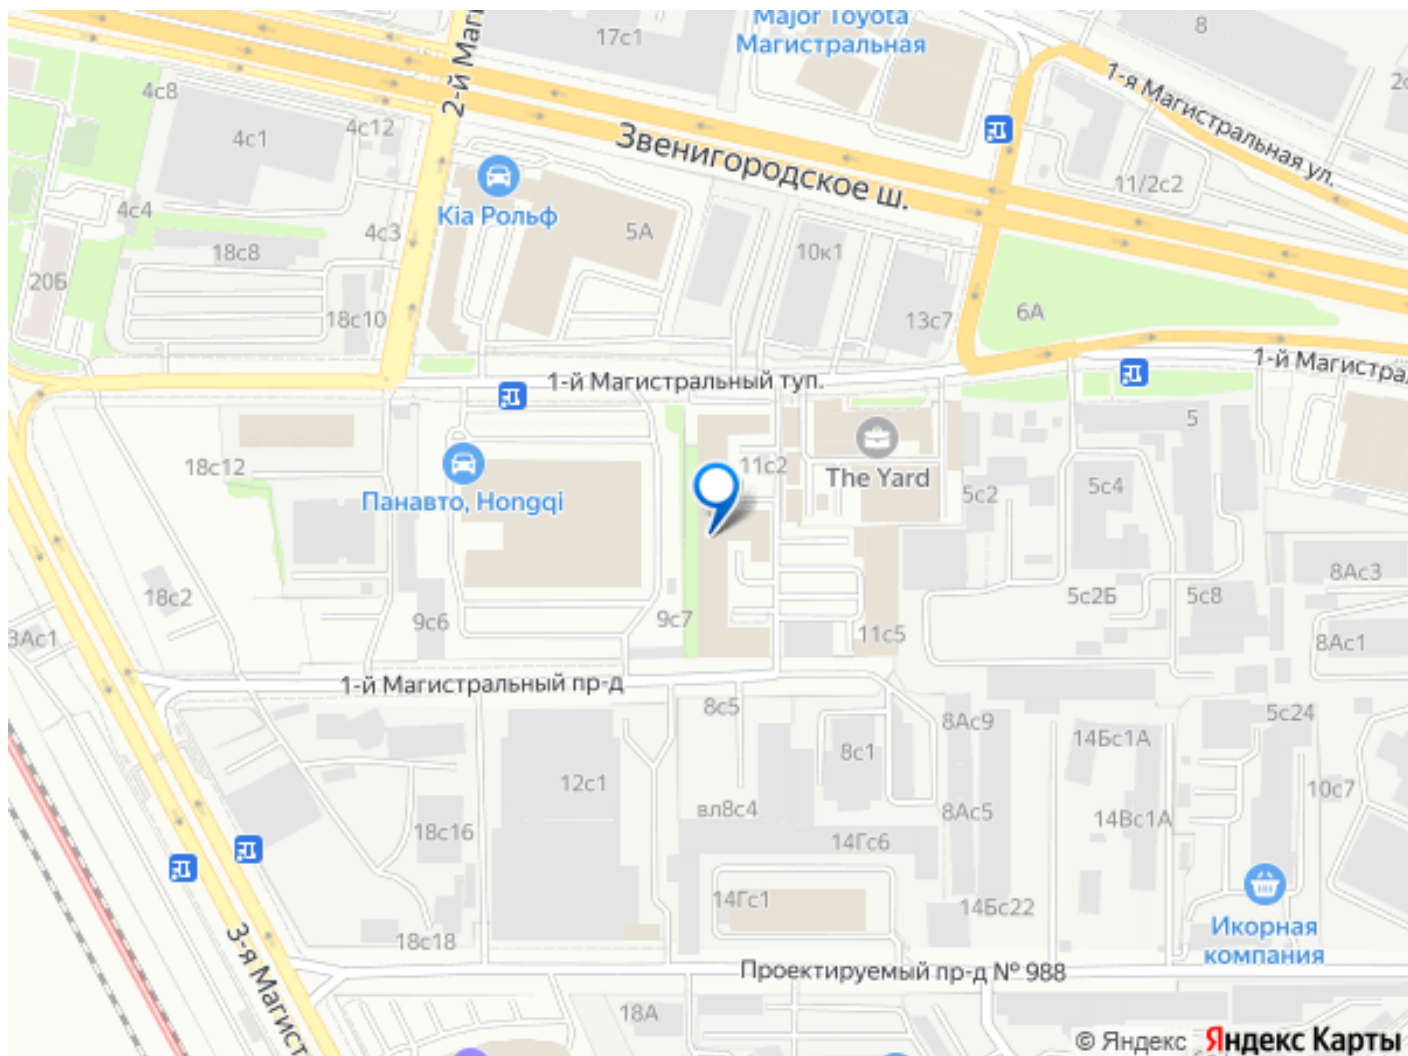 Major Toyota
Магистральная
17с1
8
2-й Маг
4с8
4с12
4с1
1-я Магистральная ул.
Звенигородское ш.
11/2с2
4с4
4с3
Kia Рольф
5А
10к1
18с8
20Б
18с10
13с7
6А
1-й Магистральный туп.
1-й Магистрал
5
18с12
11с2
The Yard
Панавто, Hongqi
5с2
5с4
8Ас3
18с2
5с2Б
5с8
9с6
9с7
11с5
3Ас1
8Ас1
1-й Магистральный пр-д
8с5
8Ас9
5с24
14Бс1А
8с1
12с1
10с7
вл8с4
8Ас5
14Вс1А
18с16
14Гс6
14Гс1
14Бс22
18с18
Икорная
компания
3-я Магист
Проектируемый пр-д № 988
18А
© Яндекс Яндекс Карты